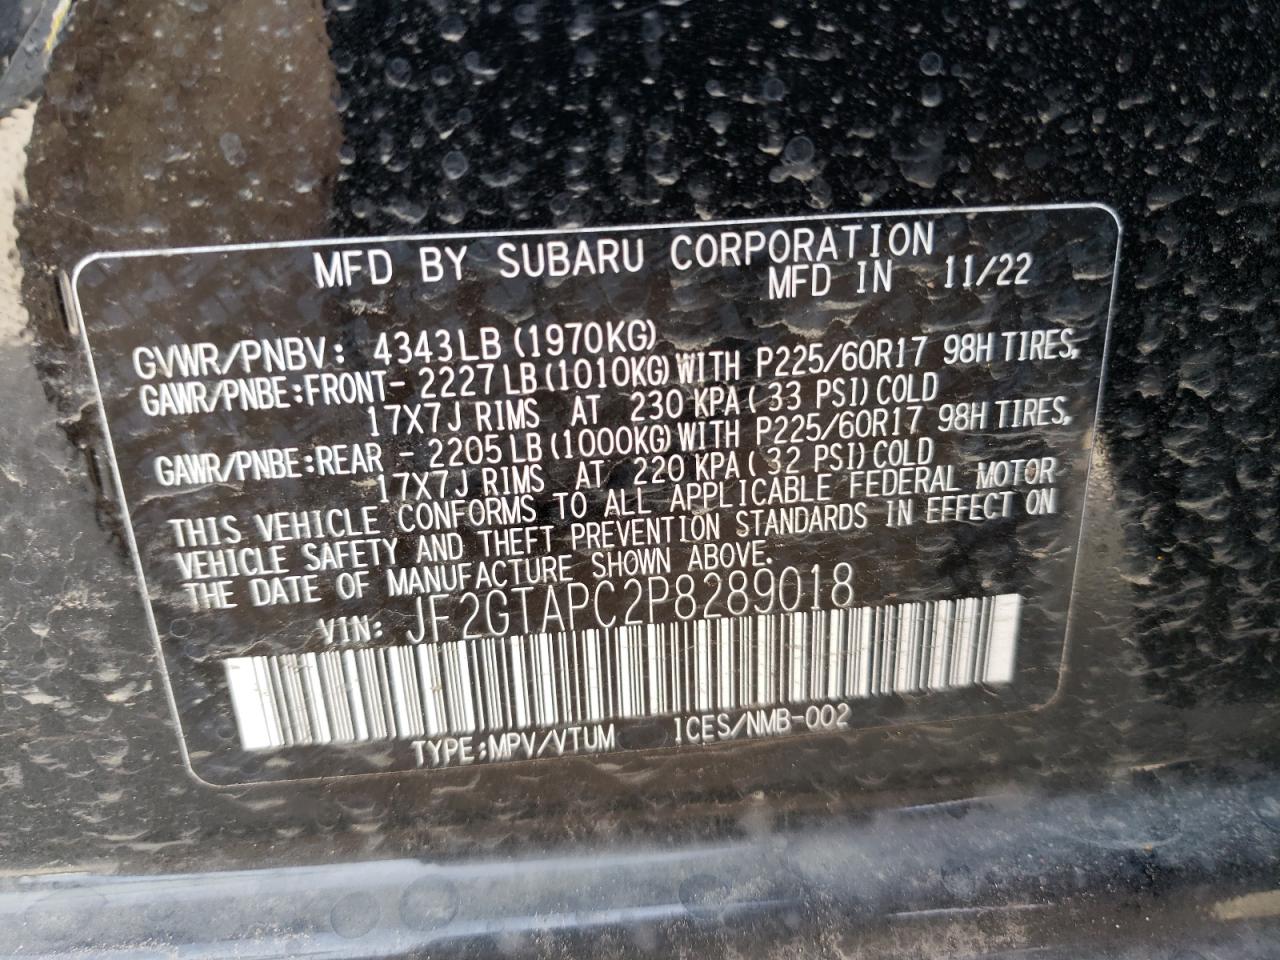 MFD BY SUBARU CORPORATION
MFD IN 11/22
GVWR/PNBV: 4343LB (1970KG)
GAWR/PNBE:FRONT- 2227LB(1010KG)WITH P225/60R17 98H TIRES,
17X7J RIMS AT 230 KPA( 33 PSI)COLD
GAWR/PNBE:REAR - 2205LB(1000KG)WITH P225/60R17 98H TIRES,
17X7J RIMS AT 220 KPA( 32 PSI)COLD
THIS VEHICLE CONFORMS TO ALL APPLICABLE FEDERAL MOTOR
VEHICLE SAFETY AND THEFT PREVENTION STANDARDS IN EFFECT ON
THE DATE OF MANUFACTURE SHOWN ABOVE.
VIN: JF2GTAPC2P8289018
TYPE:MPV/VTUM ICES/NMB-002